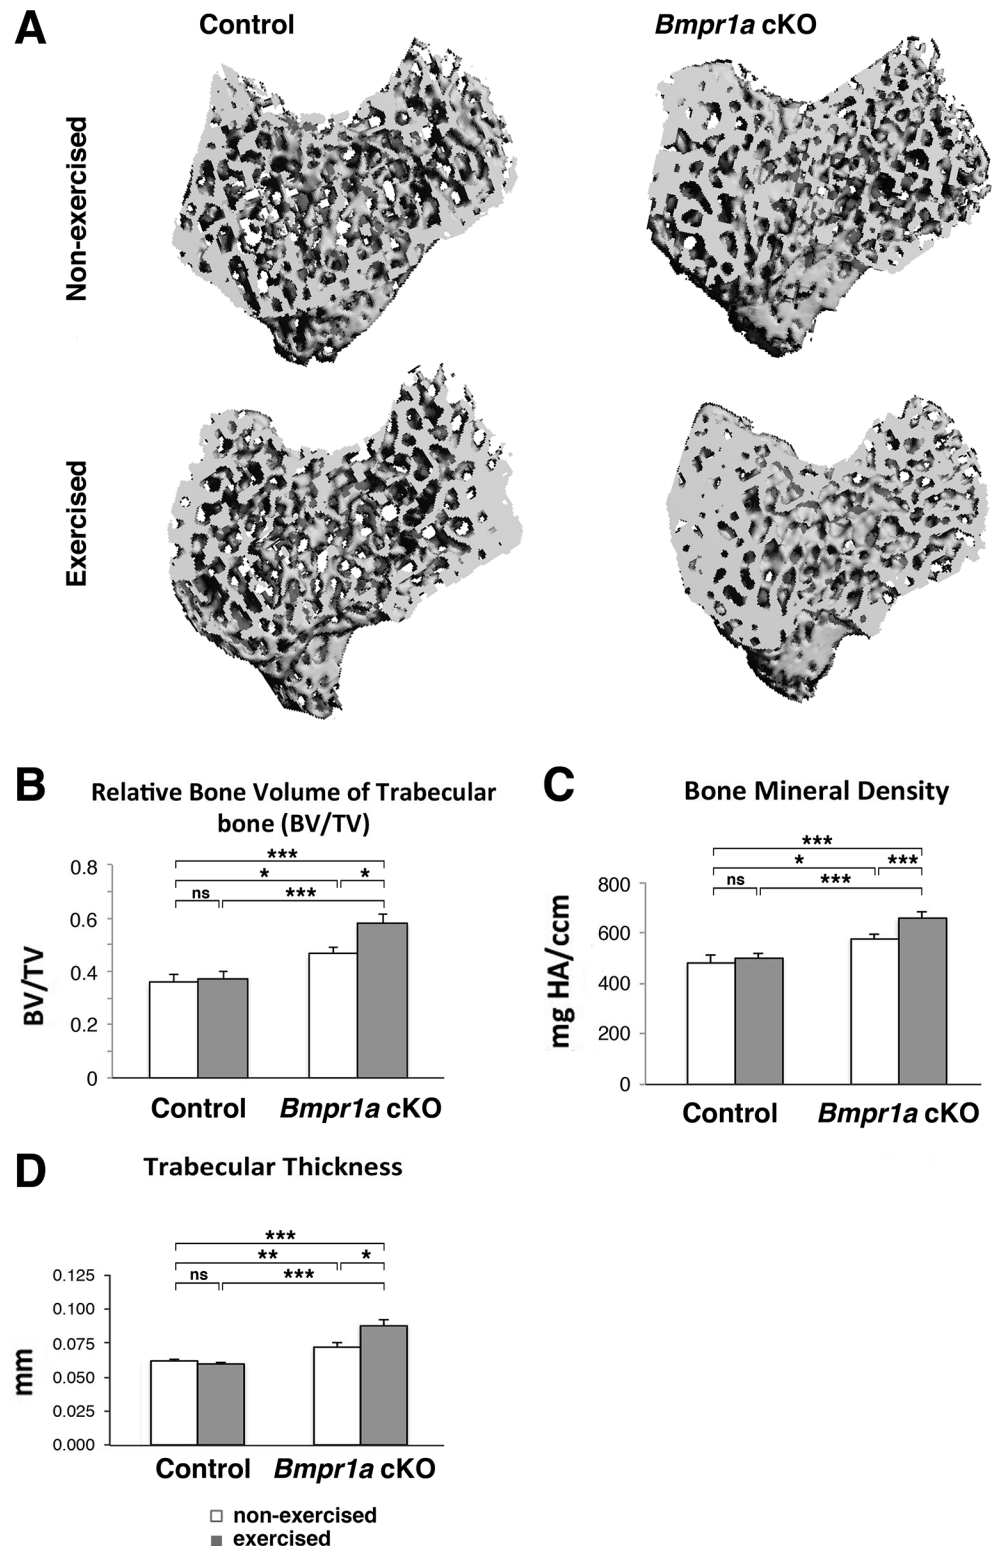 A
Control
Bmpr1a cKO
Non-exercised
Exercised
B
Relative Bone Volume of Trabecular
bone (BV/TV)
***
* *
ns ***
0.8
0.6
0.4
0.2
0
BV/TV
Control Bmpr1a cKO
C
Bone Mineral Density
***
* ***
ns ***
800
600
400
200
0
mg HA/ccm
Control Bmpr1a cKO
D
Trabecular Thickness
***
** *
ns ***
0.125
0.100
0.075
0.050
0.025
0.000
mm
Control Bmpr1a cKO
non-exercised
exercised